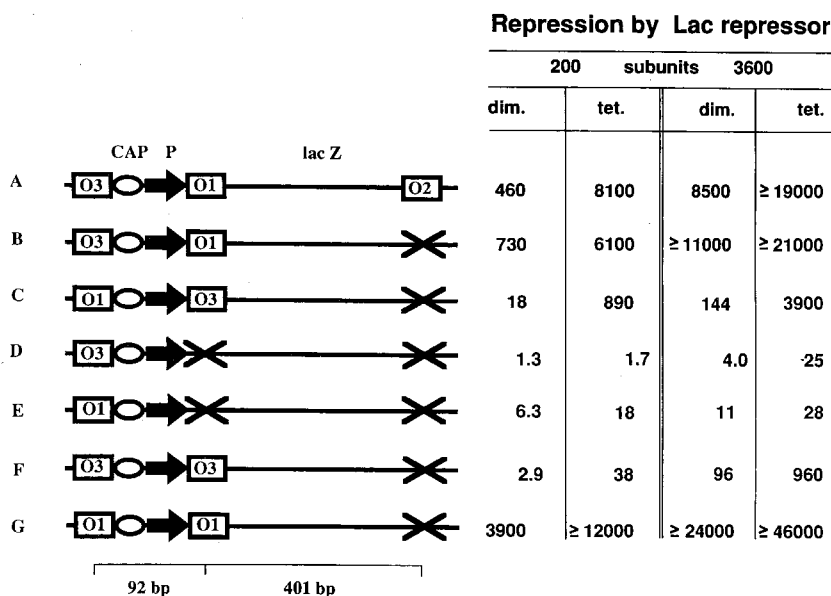 Repression by Lac repressor
200 subunits 3600
dim. tet. dim. tet.
CAP P lac Z
A O3 O1 O2 460 8100 8500 ≥ 19000
B O3 O1 730 6100 ≥ 11000 ≥ 21000
C O1 O3 18 890 144 3900
D O3 1.3 1.7 4.0 25
E O1 6.3 18 11 28
F O3 O3 2.9 38 96 960
G O1 O1 3900 ≥ 12000 ≥ 24000 ≥ 46000
92 bp 401 bp